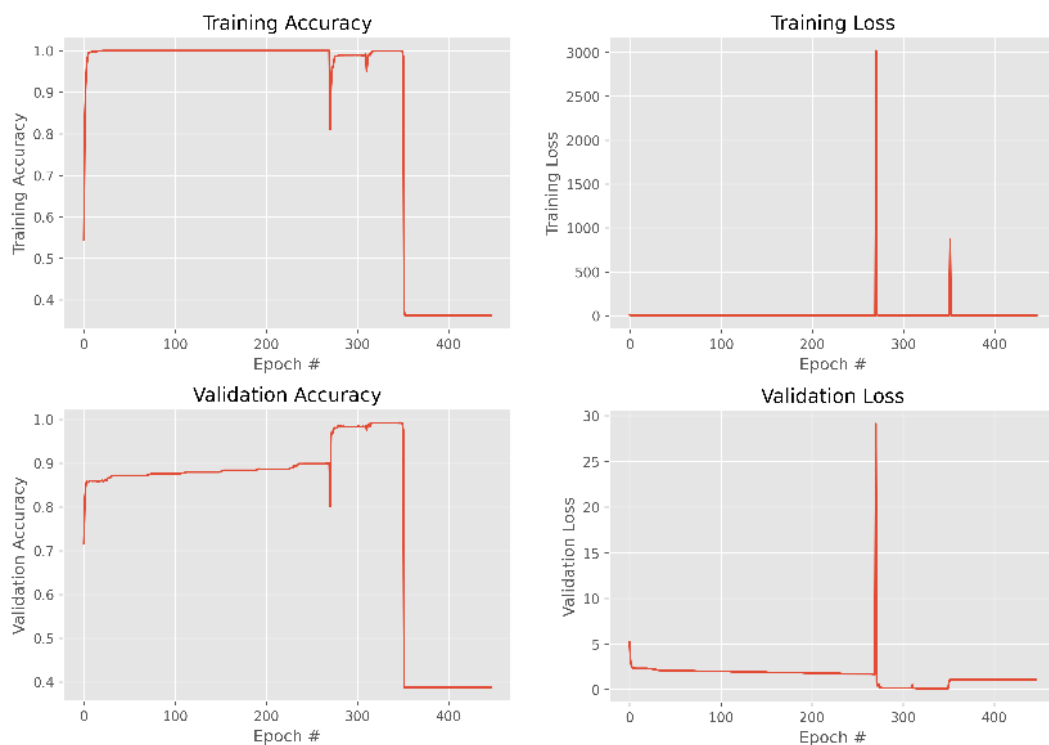 Training Accuracy
Training Accuracy
1.0
0.9
0.8
0.7
0.6
0.5
0.4
0 100 200 300 400
Epoch #
Training Loss
Training Loss
3000
2500
2000
1500
1000
500
0
0 100 200 300 400
Epoch #
Validation Accuracy
Validation Accuracy
1.0
0.9
0.8
0.7
0.6
0.5
0.4
0 100 200 300 400
Epoch #
Validation Loss
Validation Loss
30
25
20
15
10
5
0
0 100 200 300 400
Epoch #